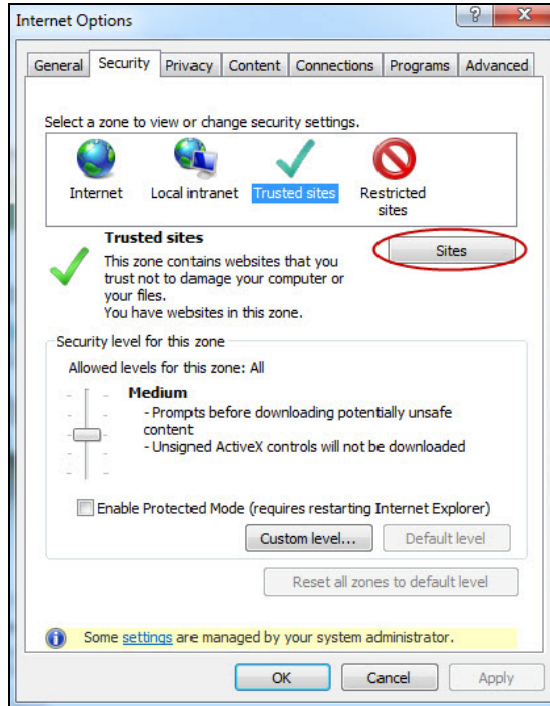 Internet Options
General Security Privacy Content Connections Programs Advanced
Select a zone to view or change security settings.
Internet Local intranet Trusted sites Restricted
sites
Trusted sites
Sites
This zone contains websites that you
trust not to damage your computer or
your files.
You have websites in this zone.
Security level for this zone
Allowed levels for this zone: All
Medium
- Prompts before downloading potentially unsafe
content
- Unsigned ActiveX controls will not be downloaded
Enable Protected Mode (requires restarting Internet Explorer)
Custom level... Default level
Reset all zones to default level
Some settings are managed by your system administrator.
OK Cancel Apply